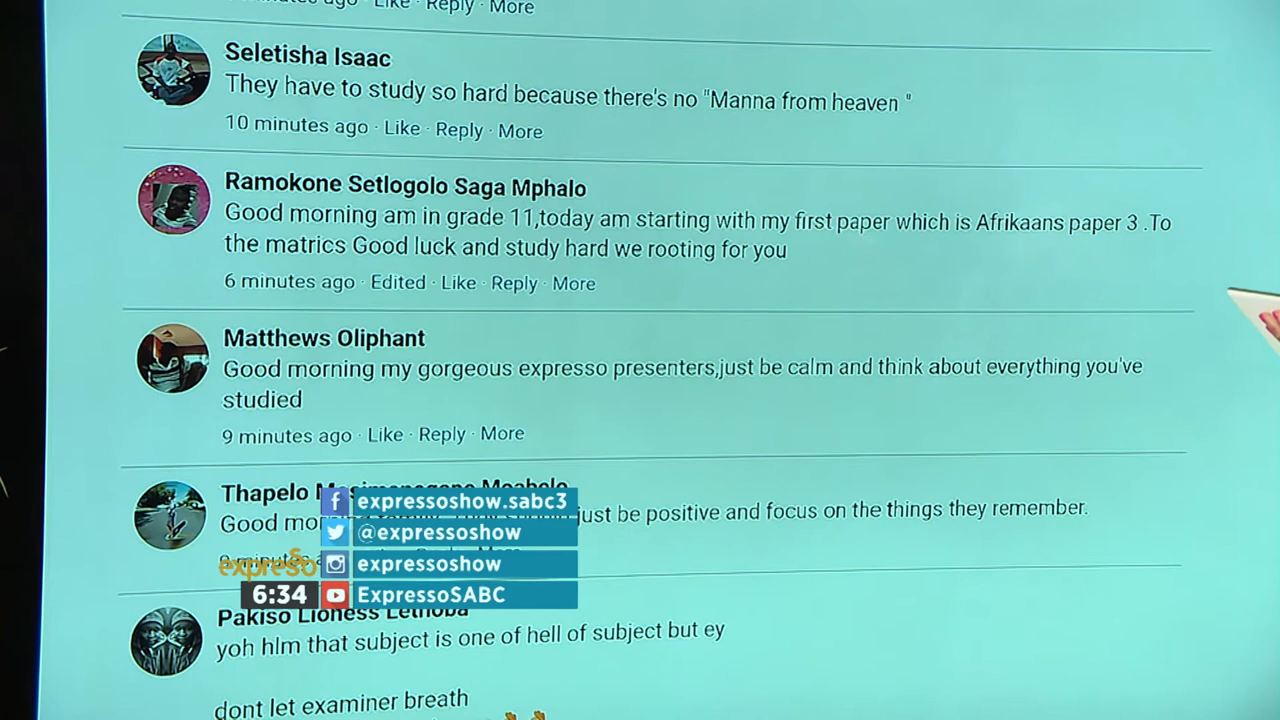 minutes ago · Like · Reply · More
Seletisha Isaac
They have to study so hard because there's no "Manna from heaven "
10 minutes ago · Like · Reply · More
Ramokone Setlogolo Saga Mphalo
Good morning am in grade 11,today am starting with my first paper which is Afrikaans paper 3 .To
the matrics Good luck and study hard we rooting for you
6 minutes ago · Edited · Like · Reply · More
Matthews Oliphant
Good morning my gorgeous expresso presenters,just be calm and think about everything you've
studied
9 minutes ago · Like · Reply · More
Thapelo
Good just be positive and focus on the things they remember.
expressoshow.sabc3
@expressoshow
expressoshow
ExpressoSABC
expresso
6:34
Pakiso Lioness Lethoba
yoh hlm that subject is one of hell of subject but ey
dont let examiner breath